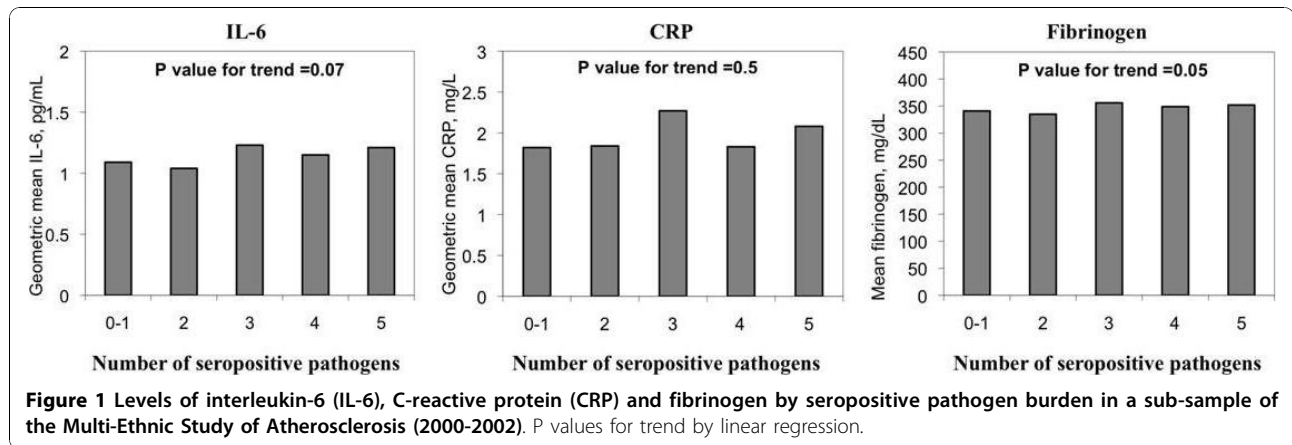 IL-6
2
1.5
1
0.5
0
Geometric mean IL-6, pg/mL
P value for trend =0.07
0-1 2 3 4 5
Number of seropositive pathogens
CRP
3
2.5
2
1.5
1
0.5
0
Geometric mean CRP, mg/L
P value for trend =0.5
0-1 2 3 4 5
Number of seropositive pathogens
Fibrinogen
450
400
350
300
250
200
150
100
50
0
Mean fibrinogen, mg/dL
P value for trend =0.05
0-1 2 3 4 5
Number of seropositive pathogens
Figure 1 Levels of interleukin-6 (IL-6), C-reactive protein (CRP) and fibrinogen by seropositive pathogen burden in a sub-sample of
the Multi-Ethnic Study of Atherosclerosis (2000-2002). P values for trend by linear regression.